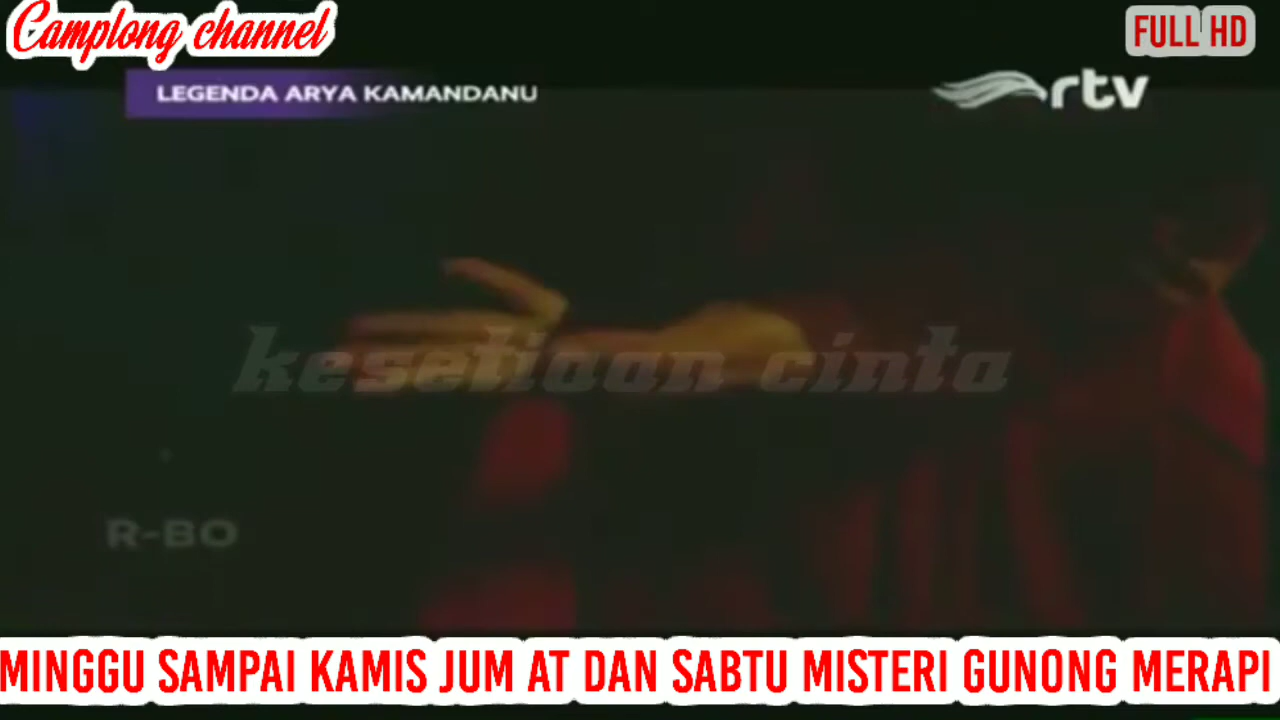 Camplong channel
FULL HD
LEGENDA ARYA KAMANDANU
rtv
kesetiaan cinta
R-BO
MINGGU SAMPAI KAMIS JUM AT DAN SABTU MISTERI GUNONG MERAPI